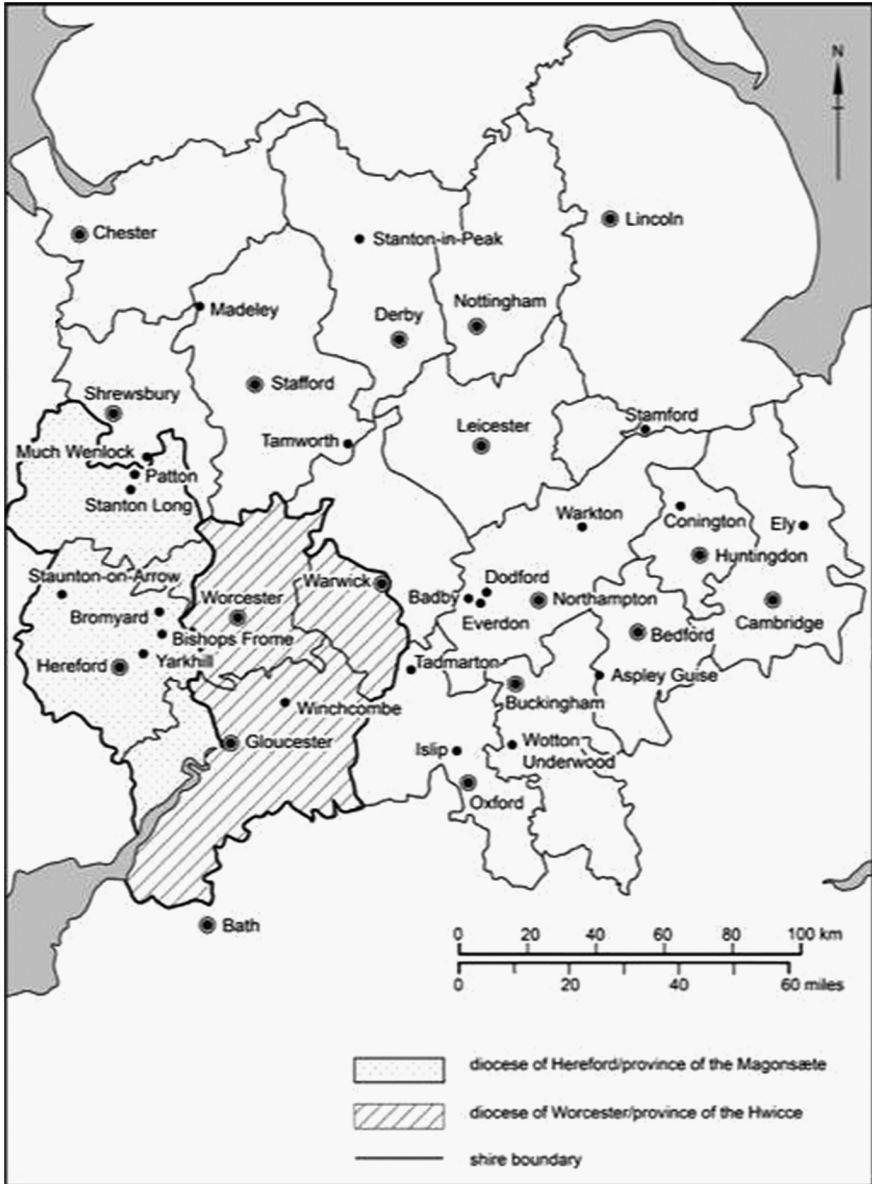 N
Lincoln
Chester
Stanton-in-Peak
Madeley
Nottingham
Derby
Stafford
Shrewsbury
Stamford
Leicester
Tamworth
Much Wenlock
Patton
Stanton Long
Warkton
Conington
Ely
Huntingdon
Staunton-on-Arrow
Warwick
Dodford
Badby
Worcester
Northampton
Cambridge
Bromyard
Everdon
Bishops Frome
Bedford
Hereford
Yarkhill
Tadmarton
Aspley Guise
Buckingham
Winchcombe
Gloucester
Islip
Wotton
Underwood
Oxford
Bath
0 20 40 60 80 100 km
0 20 40 60 miles
diocese of Hereford/province of the Magonsæte
diocese of Worcester/province of the Hwicce
shire boundary